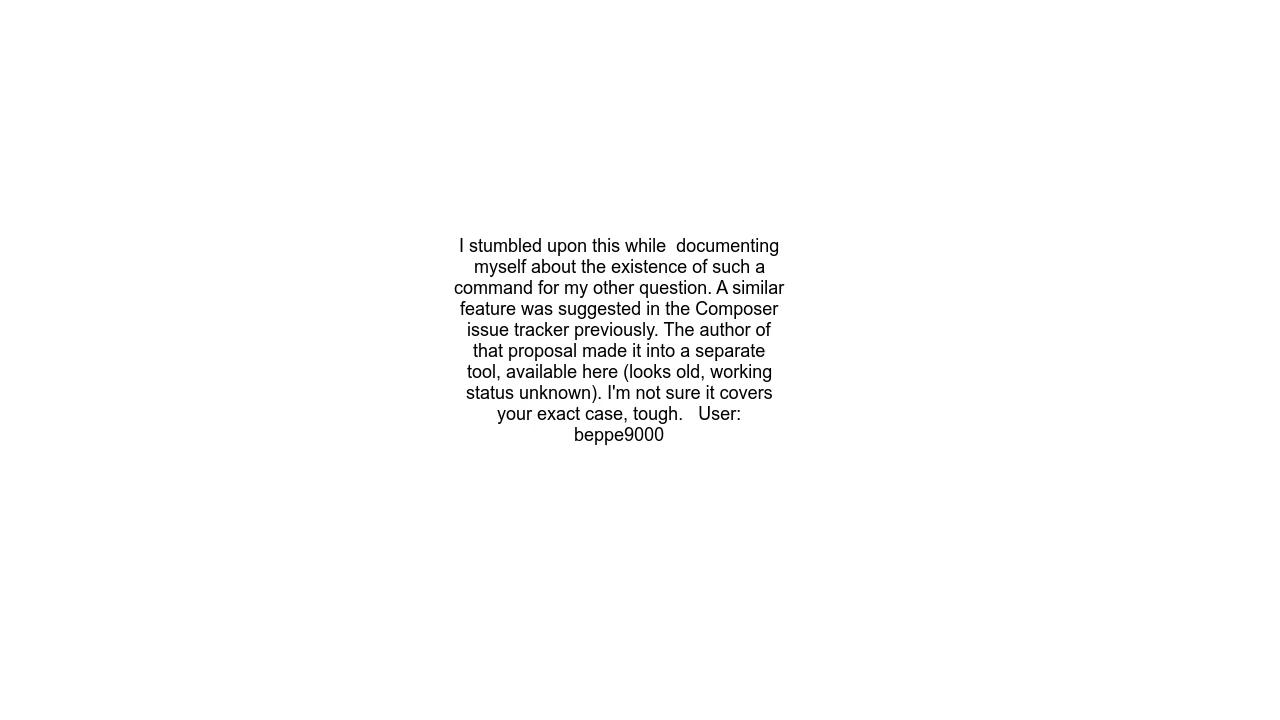 I stumbled upon this while  documenting
myself about the existence of such a
command for my other question. A similar
feature was suggested in the Composer
issue tracker previously. The author of
that proposal made it into a separate
tool, available here (looks old, working
status unknown). I'm not sure it covers
your exact case, tough.   User:
beppe9000